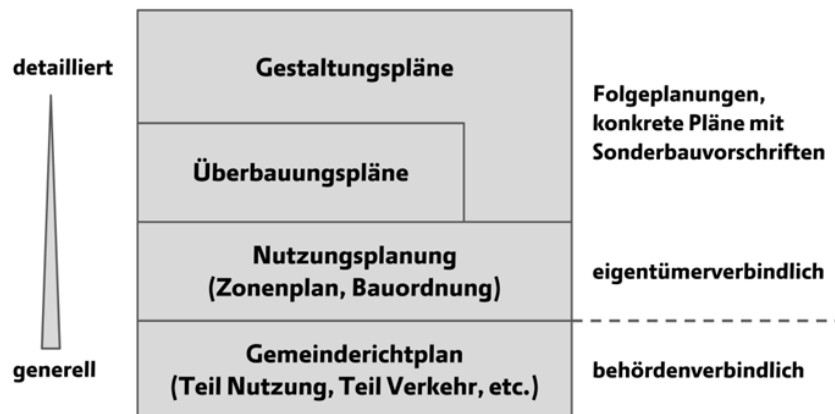 detailliert
Gestaltungspläne
Folgeplanungen,
konkrete Pläne mit
Sonderbauvorschriften
Überbauungspläne
Nutzungsplanung
(Zonenplan, Bauordnung)
eigentümerverbindlich
generell
Gemeinderichtplan
(Teil Nutzung, Teil Verkehr, etc.)
behördenverbindlich